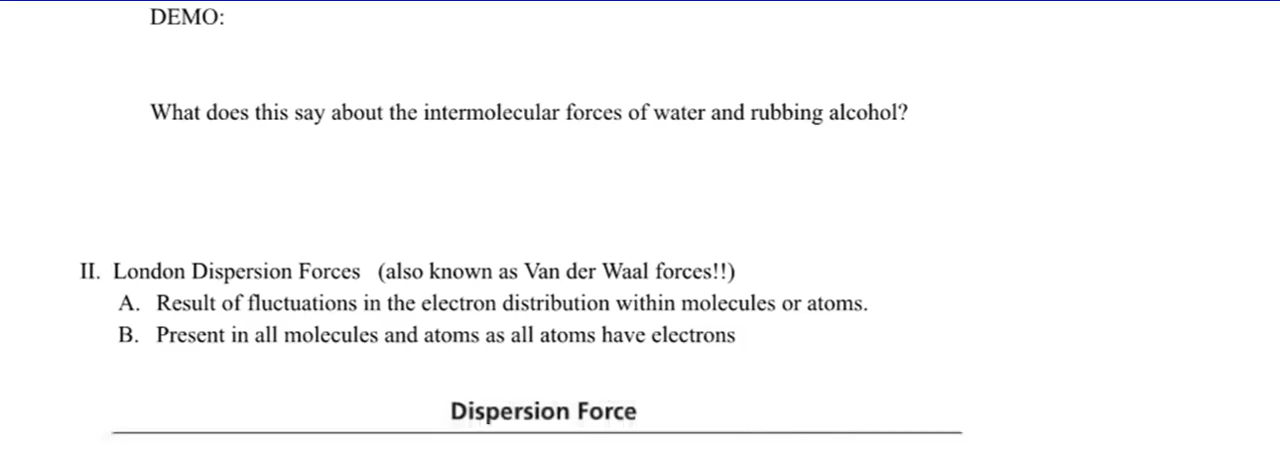 DEMO:
What does this say about the intermolecular forces of water and rubbing alcohol?
II. London Dispersion Forces (also known as Van der Waal forces!!)
A. Result of fluctuations in the electron distribution within molecules or atoms.
B. Present in all molecules and atoms as all atoms have electrons
Dispersion Force